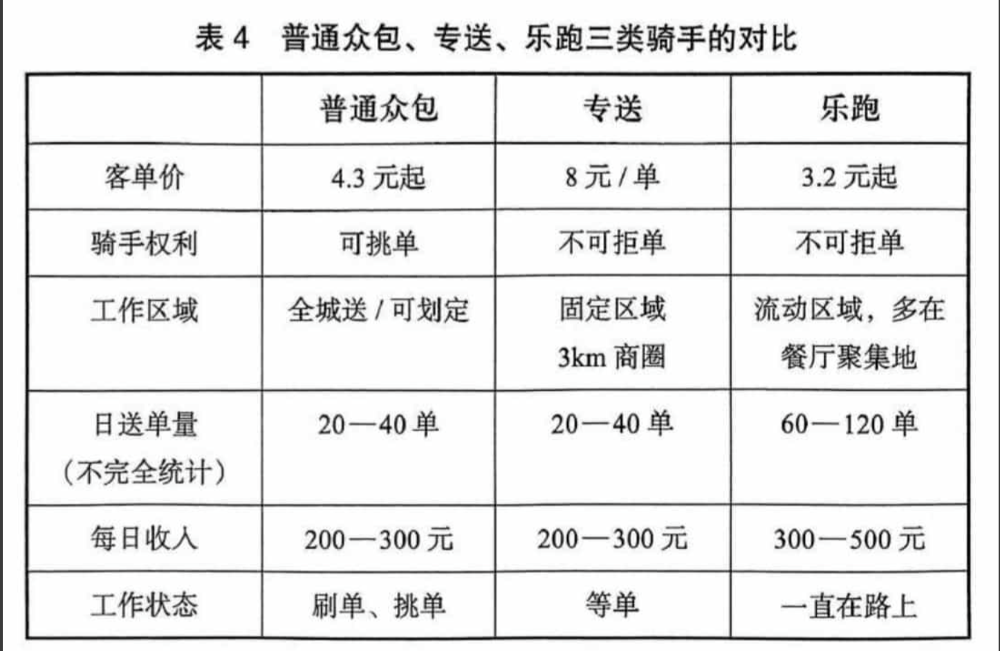 表4 普通众包、专送、乐跑三类骑手的对比
普通众包 专送 乐跑
客单价 4.3 元起 8 元 / 单 3.2 元起
骑手权利 可挑单 不可拒单 不可拒单
工作区域 全城送 / 可划定 固定区域 流动区域，多在
3km 商圈 餐厅聚集地
日送单量 20—40 单 20—40 单 60—120 单
（不完全统计）
每日收入 200—300 元 200—300 元 300—500 元
工作状态 刷单、挑单 等单 一直在路上